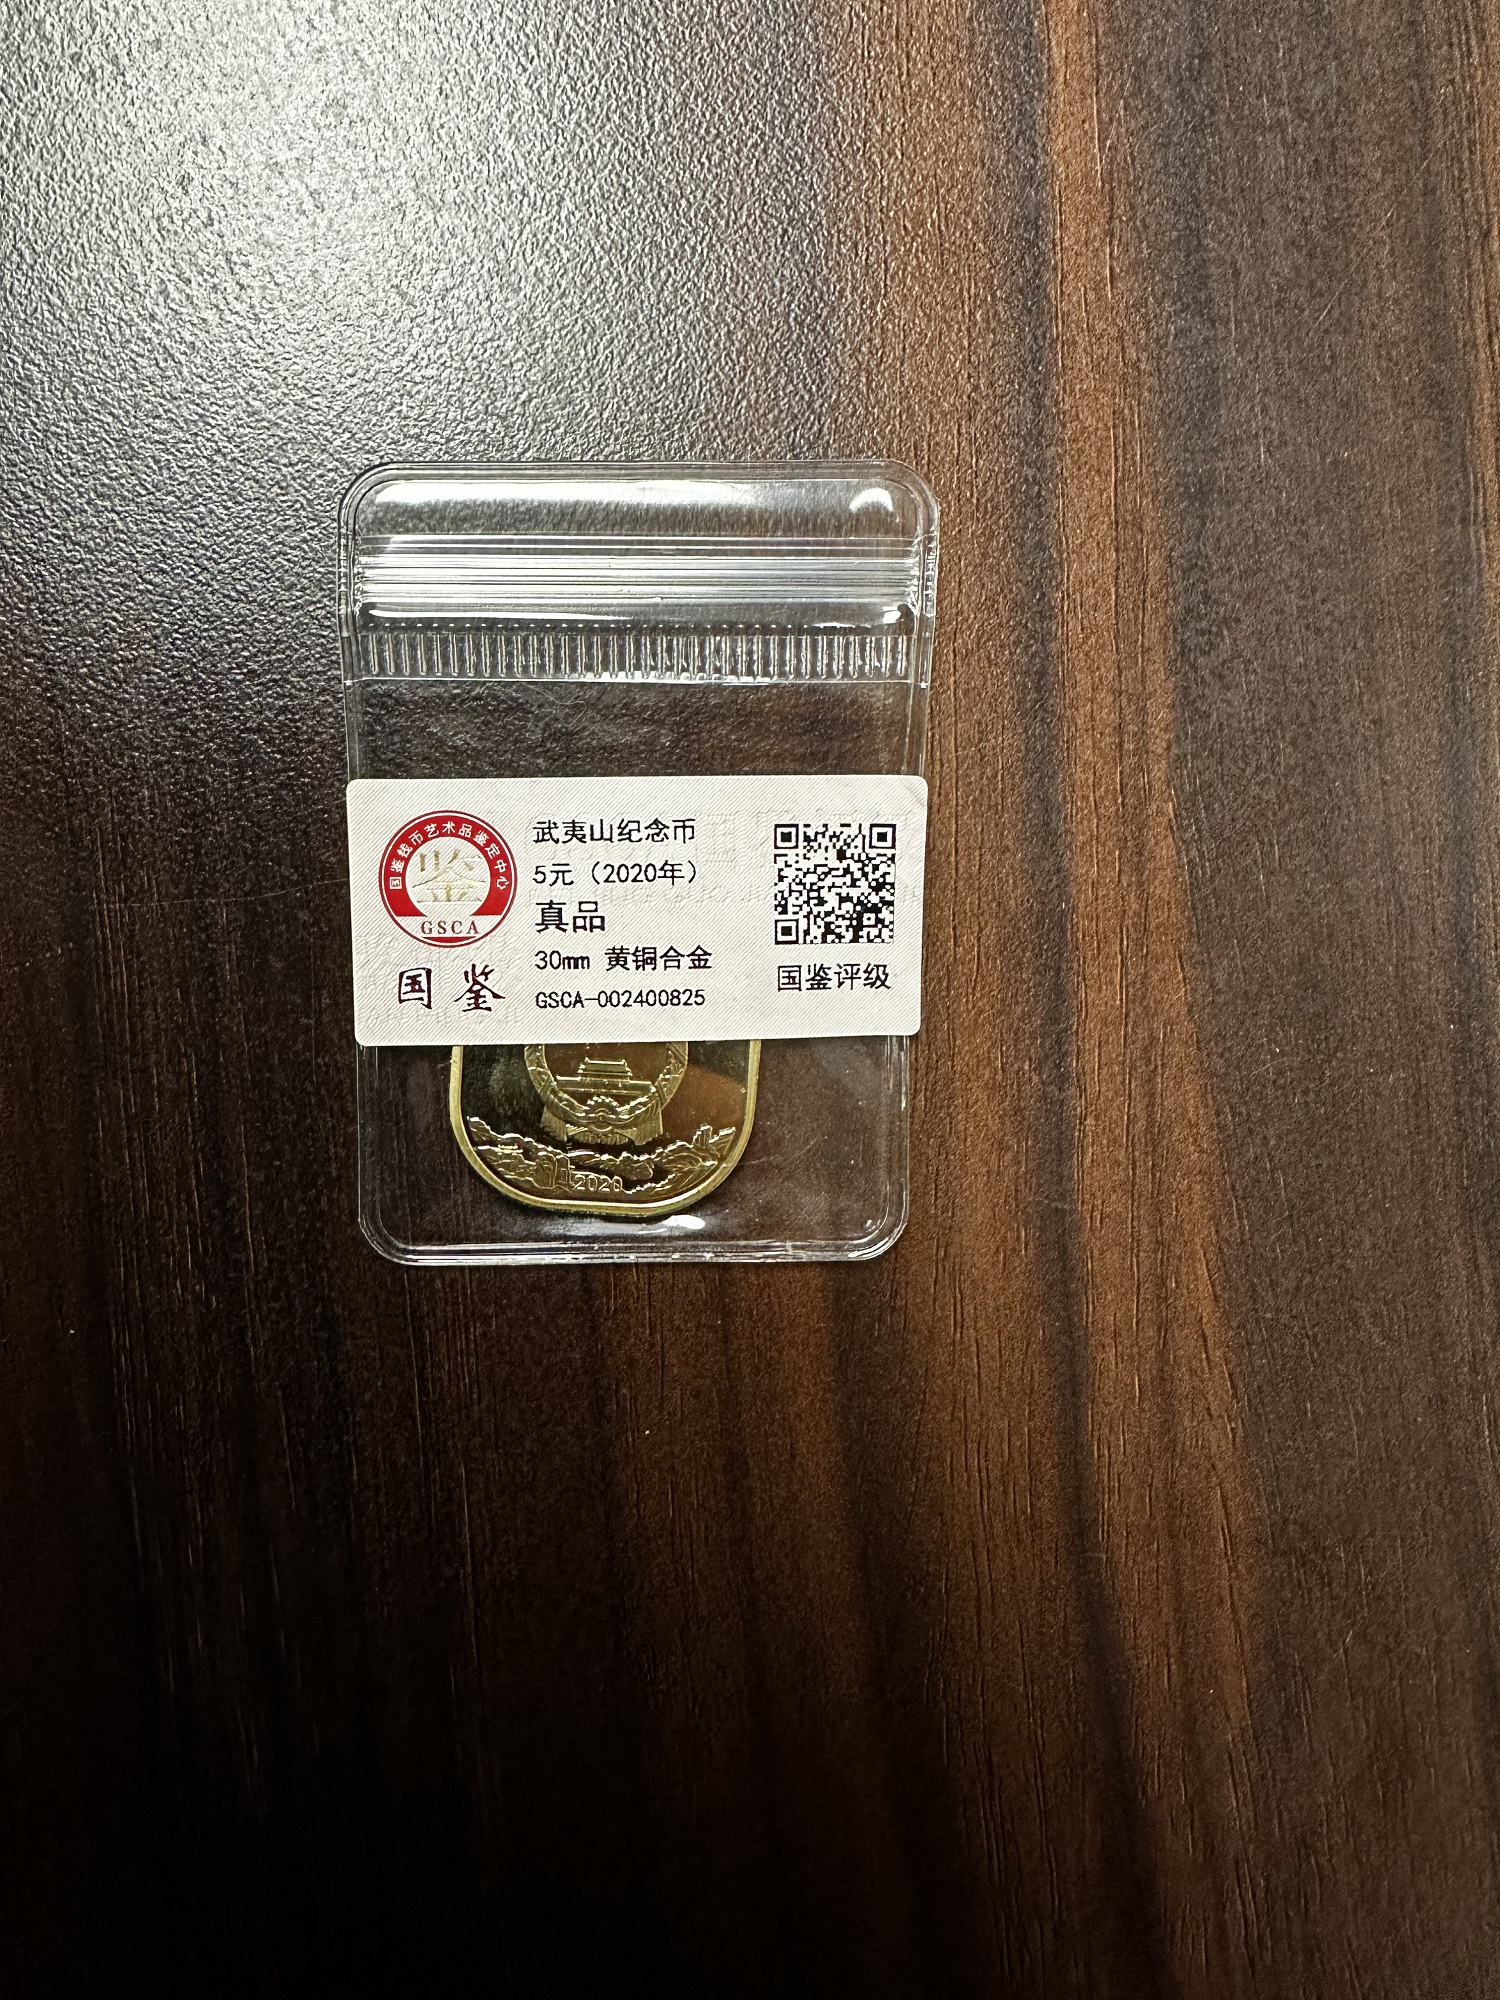 国鉴钱币艺术品鉴定中心
鉴
GSCA
国鉴
武夷山纪念币
5元（2020年）
真品
30mm 黄铜合金
GSCA-002400825
国鉴评级
2020